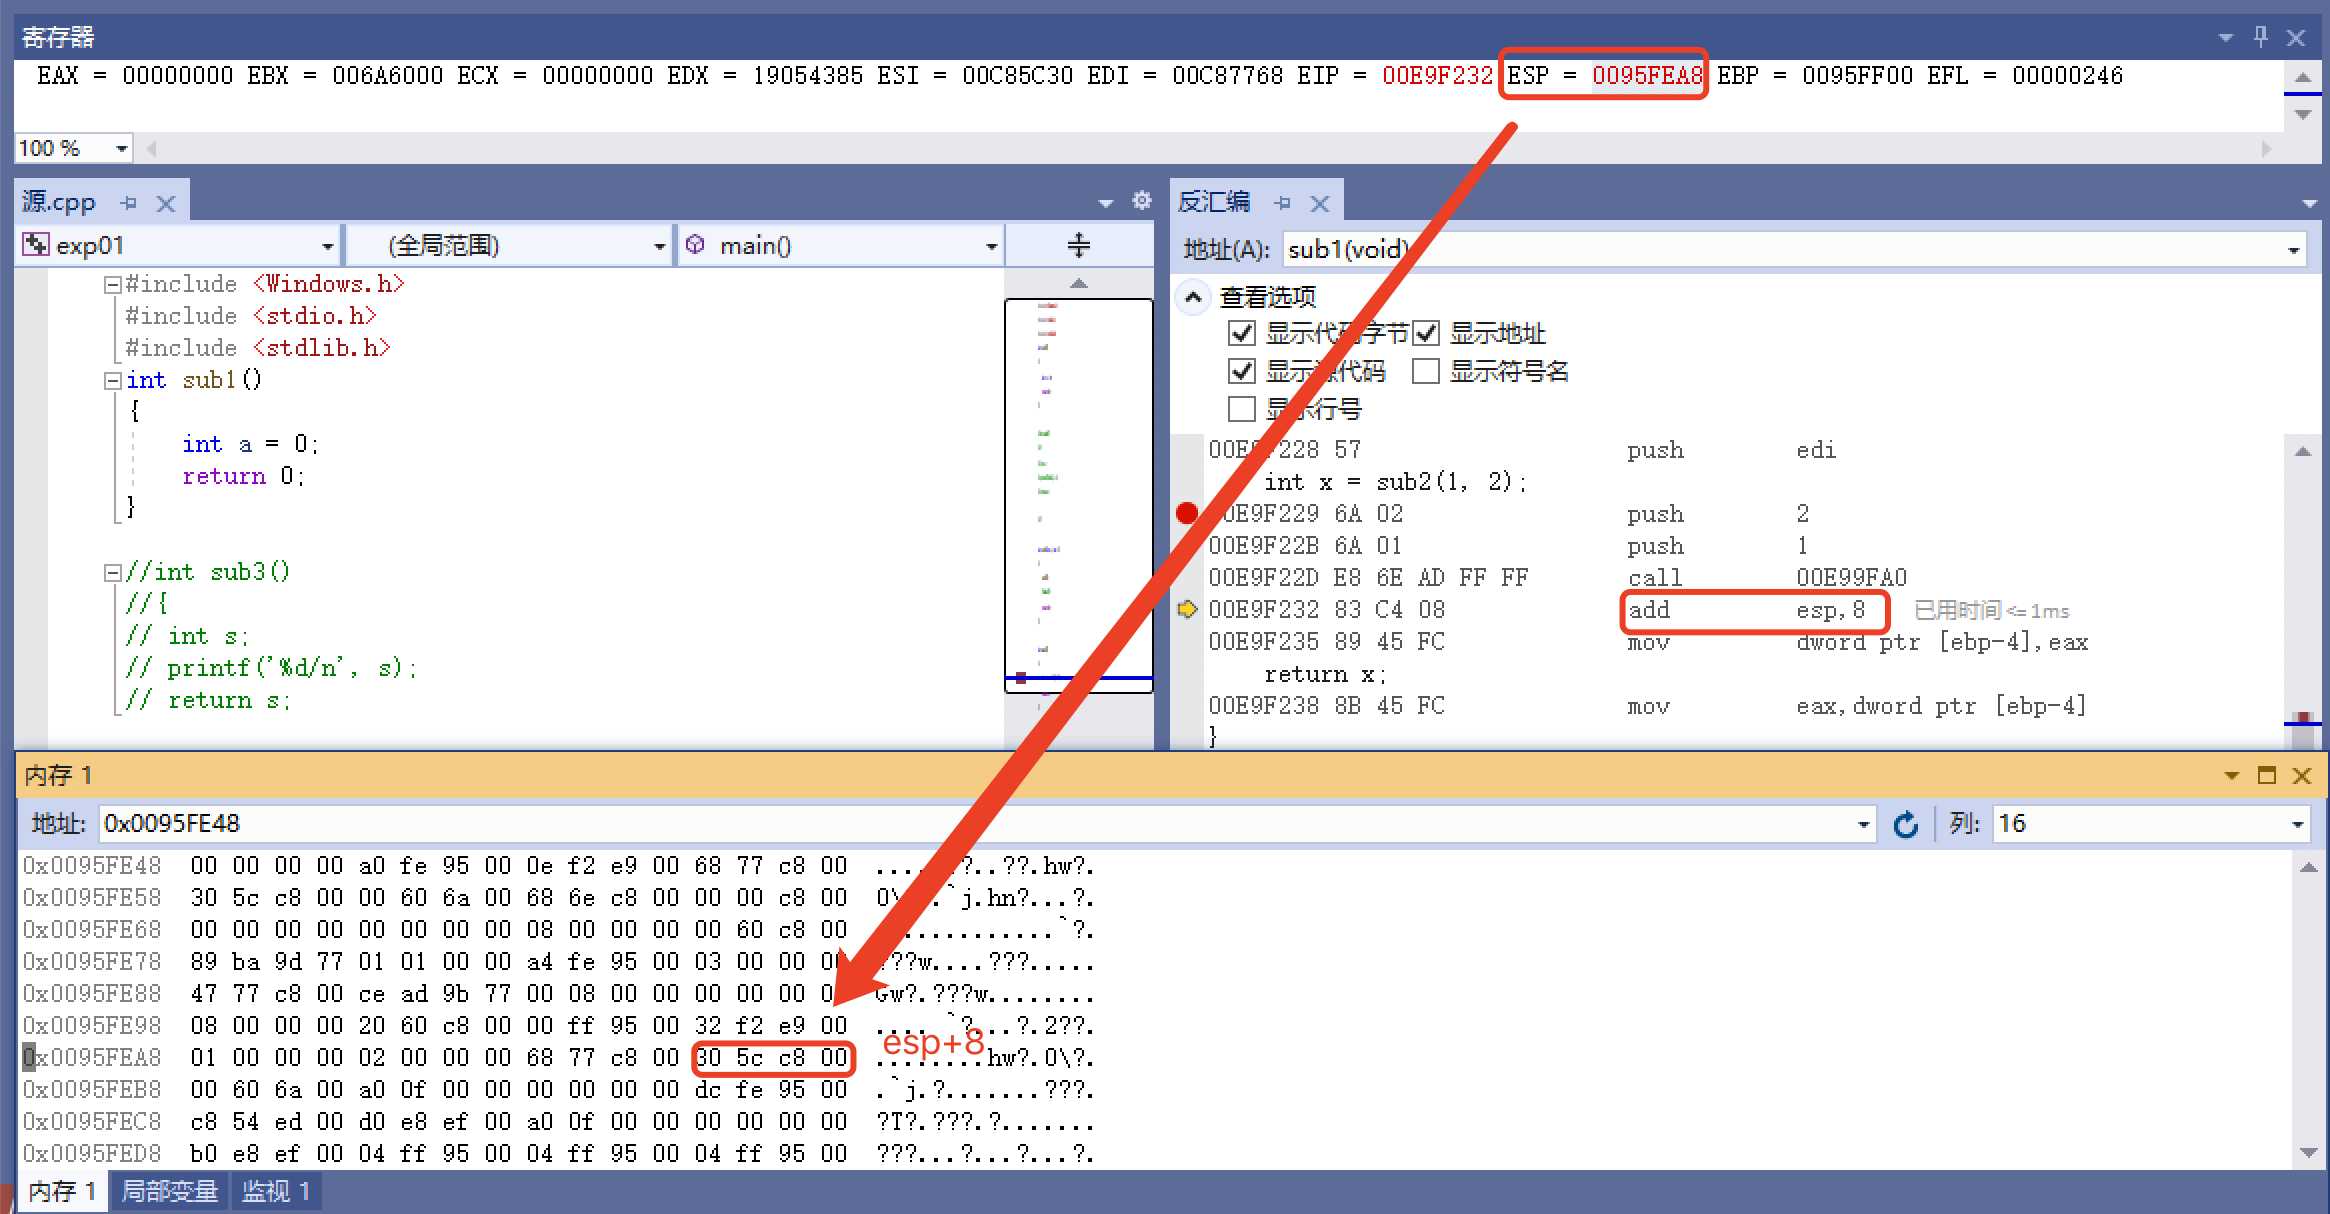 寄存器
EAX = 00000000 EBX = 006A6000 ECX = 00000000 EDX = 19054385 ESI = 00C85C30 EDI = 00C87768 EIP = 00E9F232 ESP = 0095FEA8 EBP = 0095FF00 EFL = 00000246
100 %
源.cpp
exp01 (全局范围) main()
#include <Windows.h>
#include <stdio.h>
#include <stdlib.h>
int sub1()
{
int a = 0;
return 0;
}
//int sub3()
//{
// int s;
// printf('%d/n', s);
// return s;
反汇编
地址(A): sub1(void)
查看选项
显示代码字节 显示地址
显示源代码 显示符号名
显示行号
00E9F228 57 push edi
int x = sub2(1, 2);
00E9F229 6A 02 push 2
00E9F22B 6A 01 push 1
00E9F22D E8 6E AD FF FF call 00E99FA0
00E9F232 83 C4 08 add esp,8 已用时间<=1ms
00E9F235 89 45 FC mov dword ptr [ebp-4],eax
return x;
00E9F238 8B 45 FC mov eax,dword ptr [ebp-4]
}
内存 1
地址: 0x0095FE48 列: 16
0x0095FE48 00 00 00 00 a0 fe 95 00 0e f2 e9 00 68 77 c8 00 ....??..??.hw?.
0x0095FE58 30 5c c8 00 00 60 6a 00 68 6e c8 00 00 00 c8 00 0\?..`j.hn?...?.
0x0095FE68 00 00 00 00 00 00 00 00 08 00 00 00 00 60 c8 00 .............`?.
0x0095FE78 89 ba 9d 77 01 01 00 00 a4 fe 95 00 03 00 00 00 ???w....???.....
0x0095FE88 47 77 c8 00 ce ad 9b 77 00 08 00 00 00 00 00 0 Gw?.???w........
0x0095FE98 08 00 00 00 20 60 c8 00 00 ff 95 00 32 f2 e9 00 .... `?...?.2??.
esp+8
0x0095FEA8 01 00 00 00 02 00 00 00 68 77 c8 00 30 5c c8 00 ........hw?.0\?.
0x0095FEB8 00 60 6a 00 a0 0f 00 00 00 00 00 00 dc fe 95 00 .`j.?.......???.
0x0095FEC8 c8 54 ed 00 d0 e8 ef 00 a0 0f 00 00 00 00 00 00 ?T?.???.?.......
0x0095FED8 b0 e8 ef 00 04 ff 95 00 04 ff 95 00 04 ff 95 00 ???...?...?...?.
内存 1 局部变量 监视 1